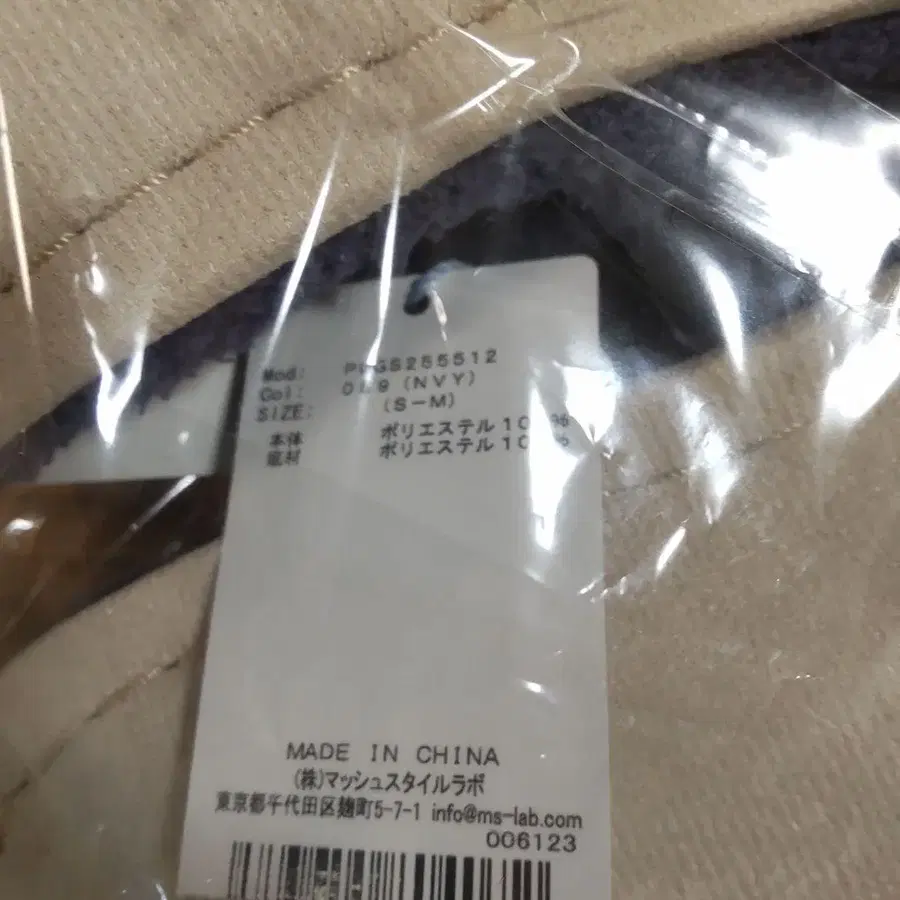 Mod:
Col: (NVY)
SIZE: (S-M)
本体 ポリエステル
底材 ポリエステル
MADE IN CHINA
(株)マッシュスタイルラボ
東京都千代田区麹町5-7-1 info@ms-lab.com
006123